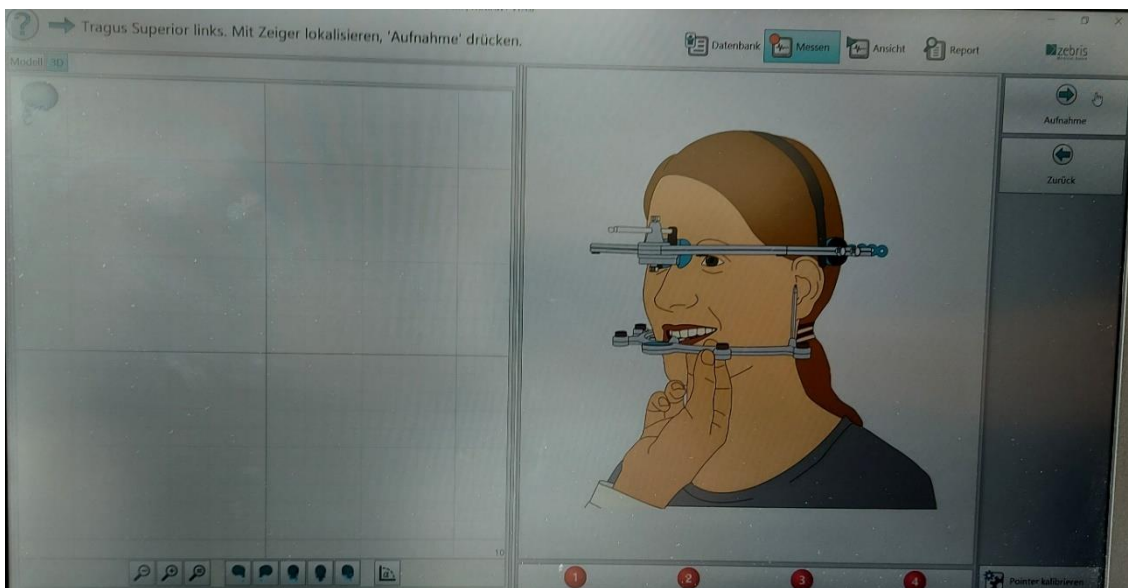 Tragus Superior links. Mit Zeiger lokalisieren, 'Aufnahme' drücken.
Datenbank
Messen
Ansicht
Report
zebris
Modell 3D
Aufnahme
Zurück
10
1
2
3
4
Pointer kalibrieren